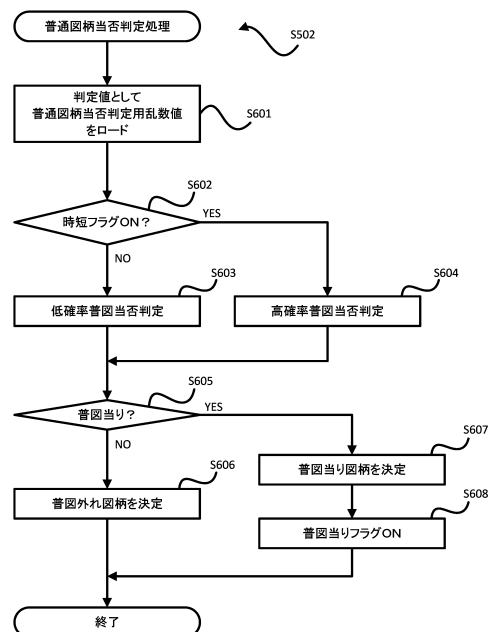 普通図柄当否判定処理
S502
判定値として
普通図柄当否判定用乱数値
をロード
S601
S602
時短フラグON？
YES
NO
S603
S604
低確率普図当否判定
高確率普図当否判定
S605
普図当り？
YES
NO
S607
S606
普図当り図柄を決定
普図外れ図柄を決定
S608
普図当りフラグON
終了